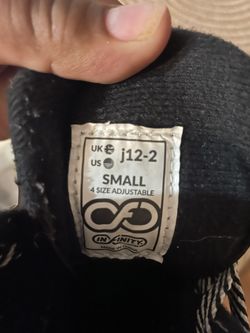 UK
US
j12-2
SMALL
4 SIZE ADJUSTABLE
INFINITY